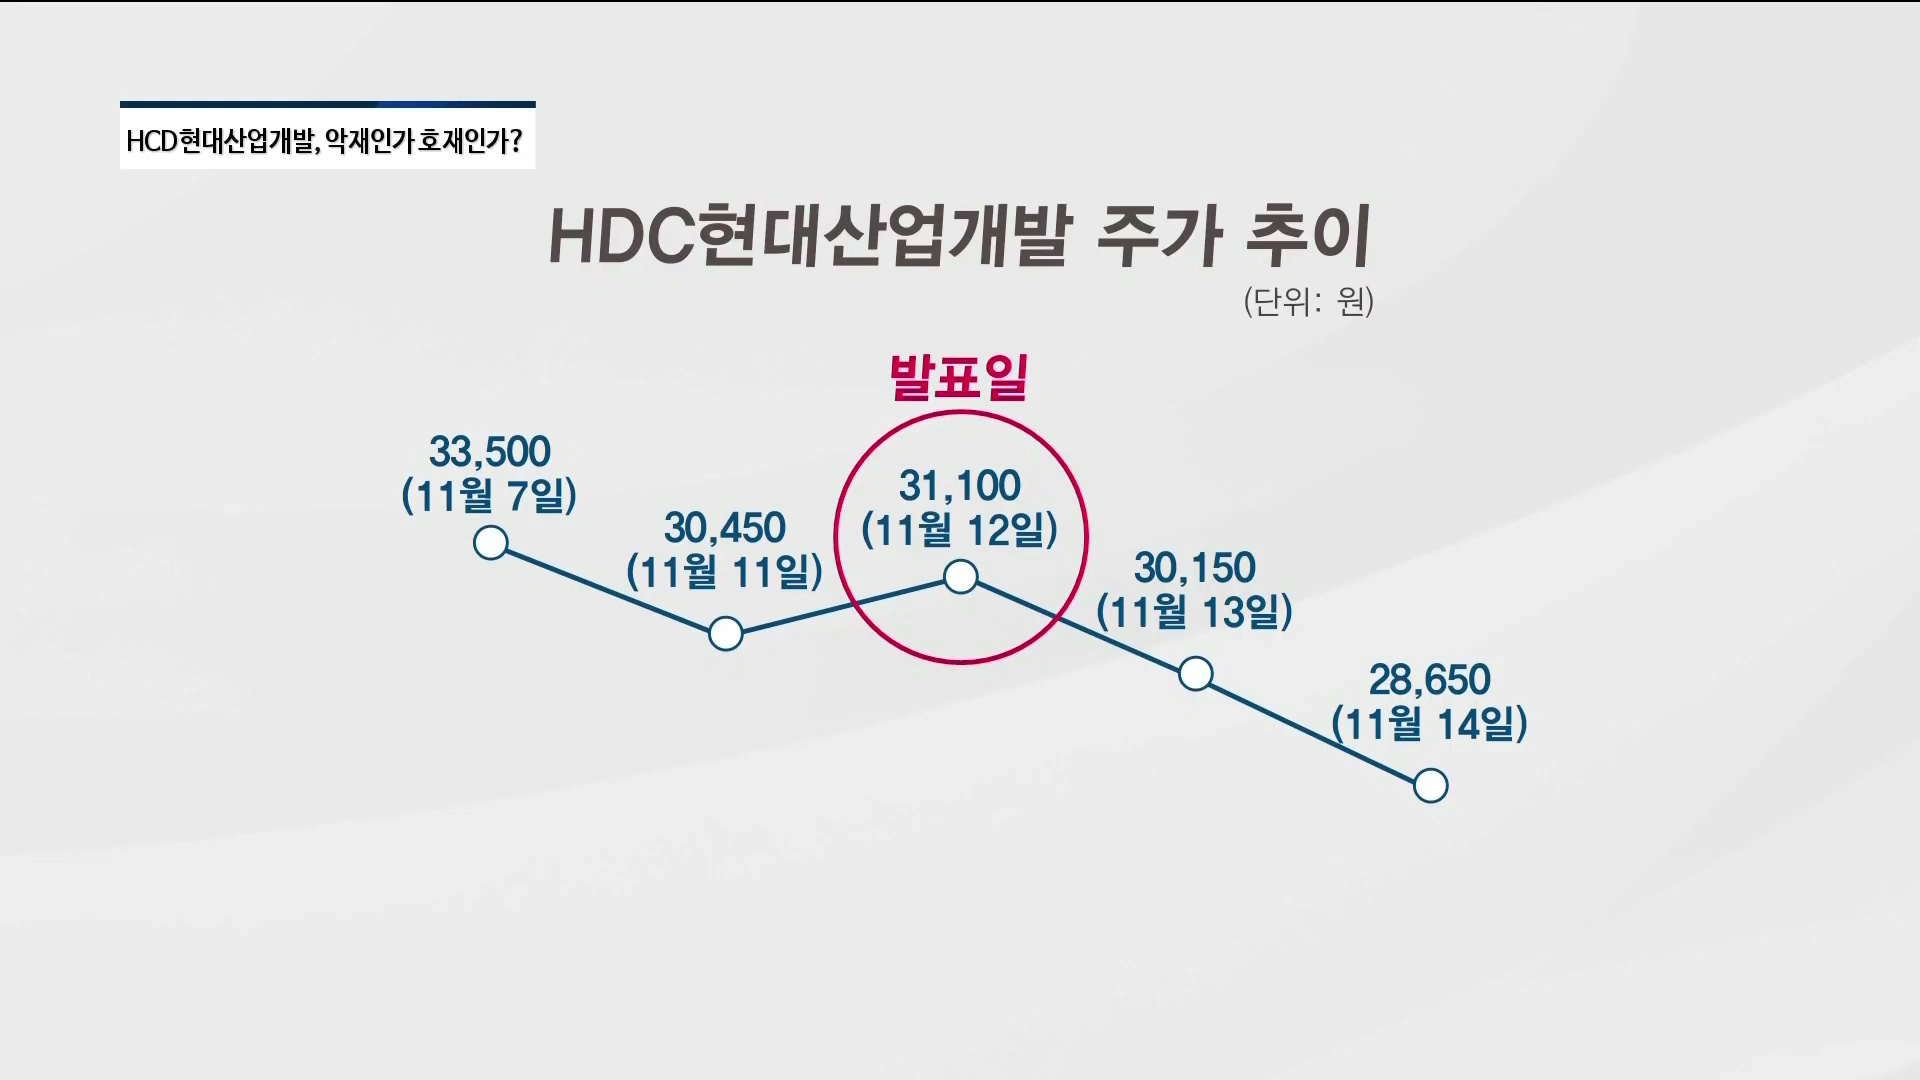 HCD현대산업개발, 악재인가 호재인가?
HDC현대산업개발 주가 추이
(단위: 원)
발표일
33,500
(11월 7일)
30,450
(11월 11일)
31,100
(11월 12일)
30,150
(11월 13일)
28,650
(11월 14일)